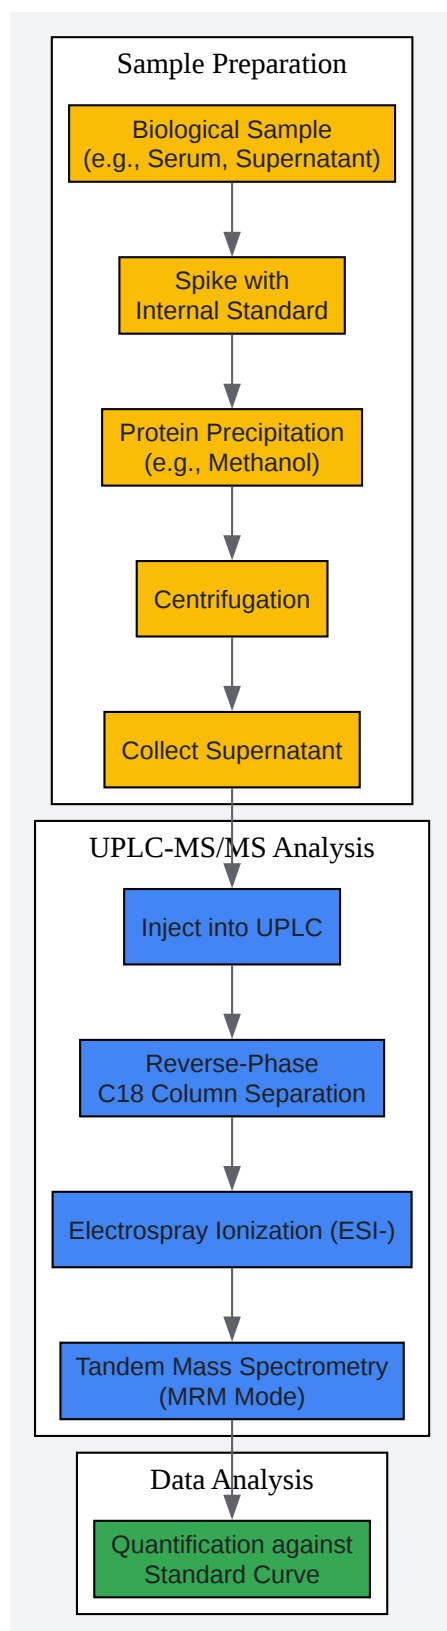 Sample Preparation
Biological Sample
(e.g., Serum, Supernatant)
Spike with
Internal Standard
Protein Precipitation
(e.g., Methanol)
Centrifugation
Collect Supernatant
UPLC-MS/MS Analysis
Inject into UPLC
Reverse-Phase
C18 Column Separation
Electrospray Ionization (ESI-)
Tandem Mass Spectrometry
(MRM Mode)
Data Analysis
Quantification against
Standard Curve